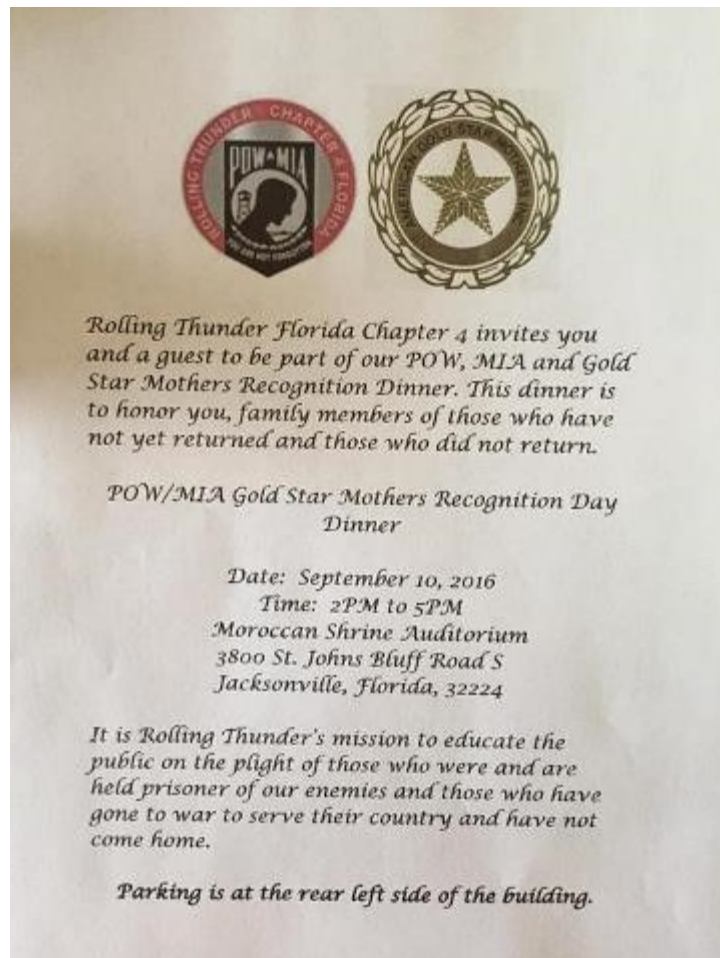 ROLLING THUNDER CHAPTER 4 FLORIDA
POW★MIA
YOU ARE NOT FORGOTTEN
AMERICAN GOLD STAR MOTHERS INC
Rolling Thunder Florida Chapter 4 invites you
and a guest to be part of our POW, MIA and Gold
Star Mothers Recognition Dinner. This dinner is
to honor you, family members of those who have
not yet returned and those who did not return.
POW/MIA Gold Star Mothers Recognition Day
Dinner
Date: September 10, 2016
Time: 2PM to 5PM
Moroccan Shrine Auditorium
3800 St. Johns Bluff Road S
Jacksonville, Florida, 32224
It is Rolling Thunder's mission to educate the
public on the plight of those who were and are
held prisoner of our enemies and those who have
gone to war to serve their country and have not
come home.
Parking is at the rear left side of the building.